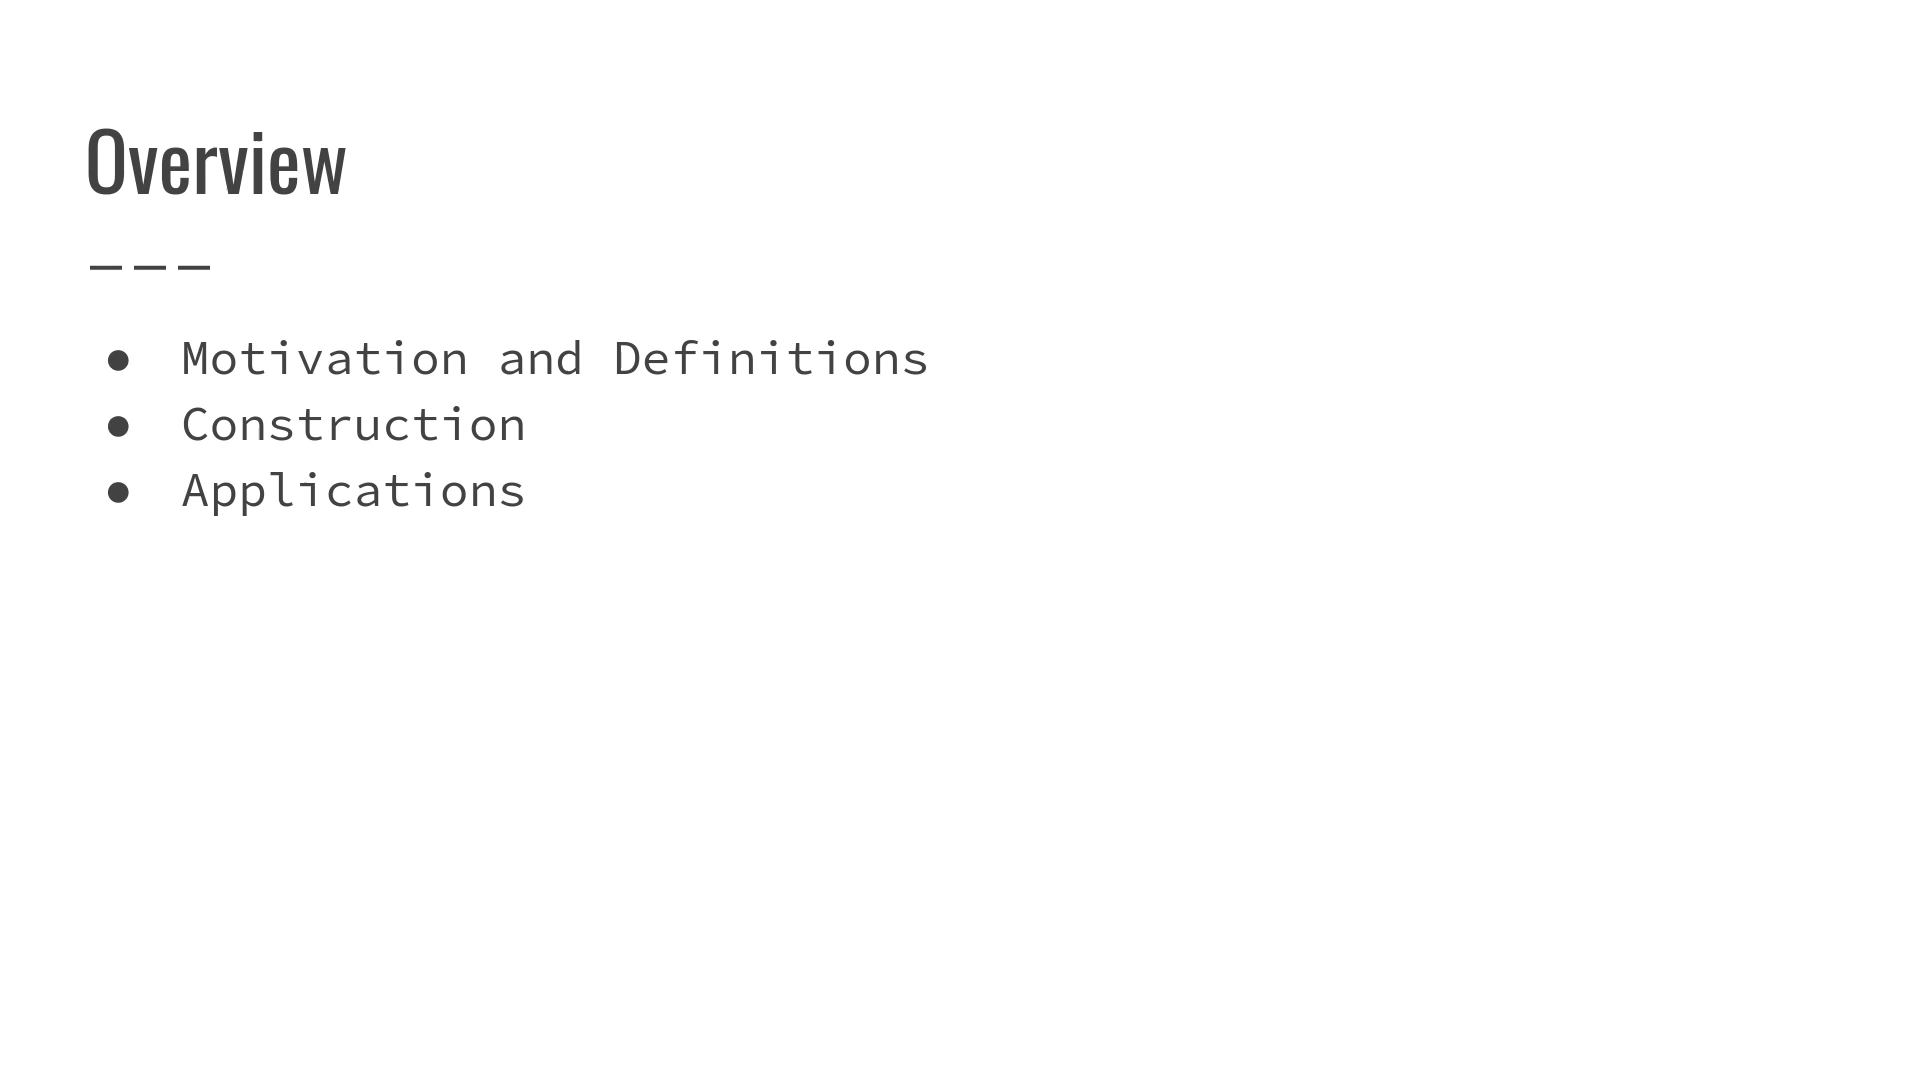 Overview
● Motivation and Definitions
● Construction
● Applications